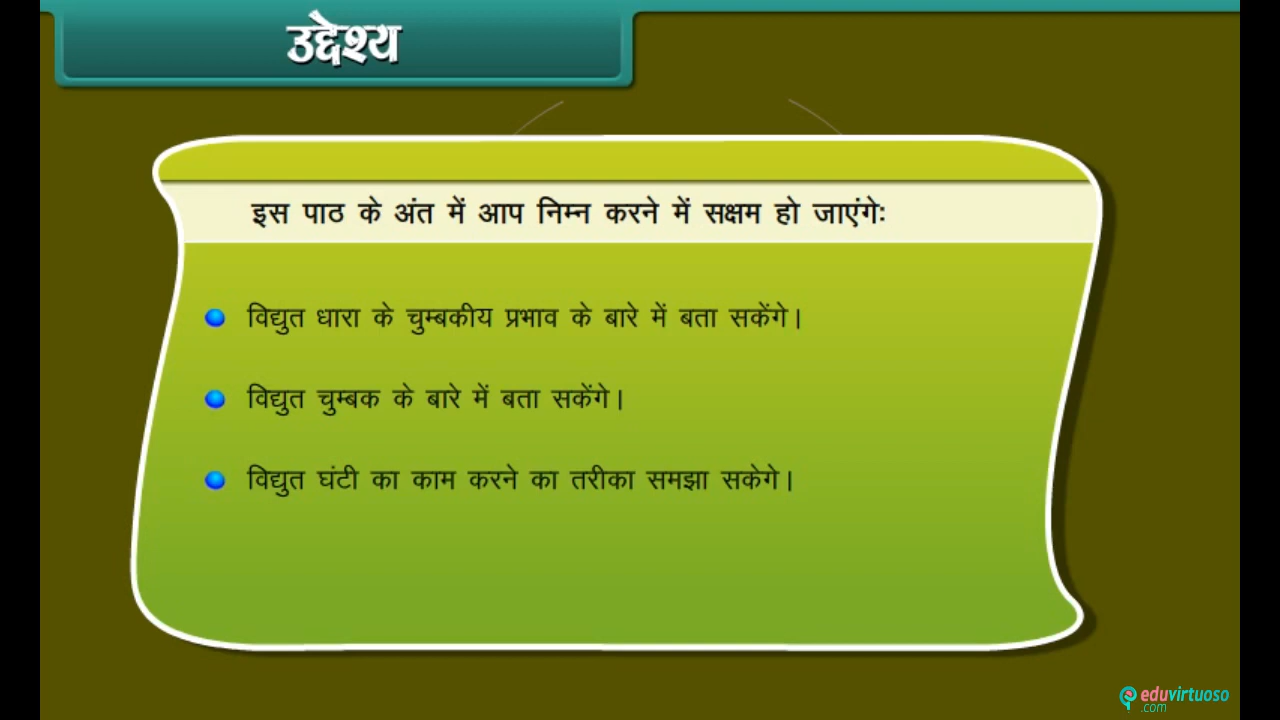 उद्देश्य
इस पाठ के अंत में आप निम्न करने में सक्षम हो जाएंगेः
विद्युत धारा के चुम्बकीय प्रभाव के बारे में बता सकेंगे।
विद्युत चुम्बक के बारे में बता सकेंगे।
विद्युत घंटी का काम करने का तरीका समझा सकेगे।
eduvirtuoso
.com